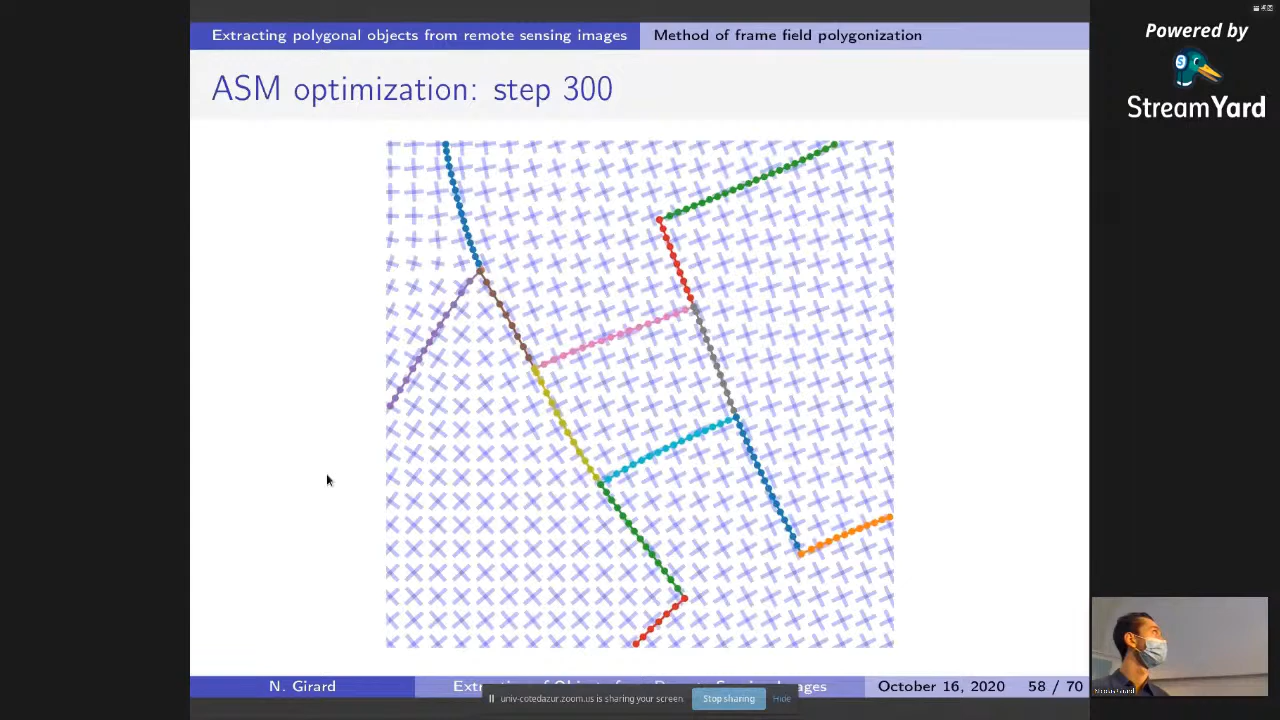 Extracting polygonal objects from remote sensing images
Method of frame field polygonization
Powered by
StreamYard
ASM optimization: step 300
N. Girard
October 16, 2020
58 / 70
univ-cotedazur.zoom.us is sharing your screen.
Stop sharing
Hide